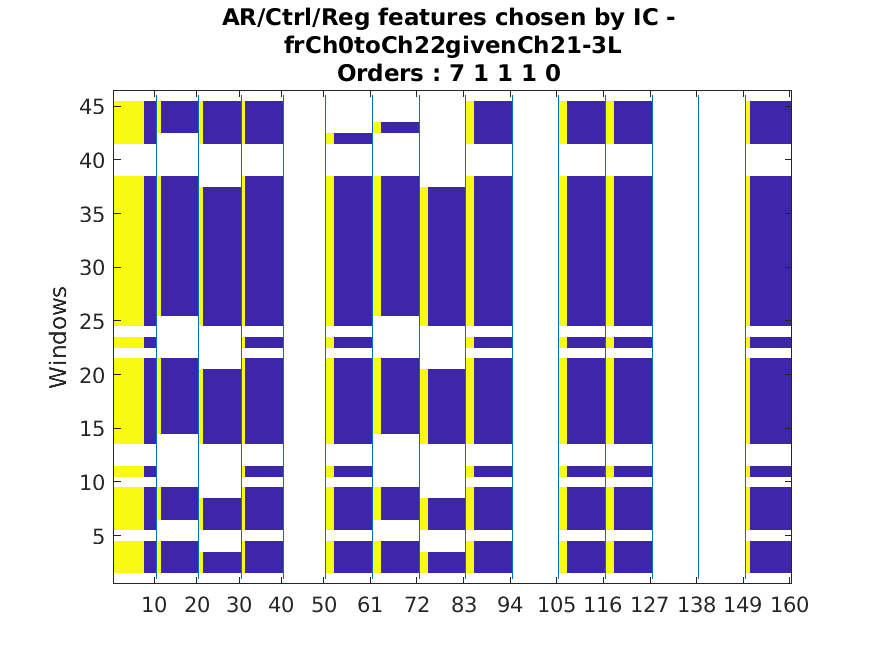 AR/Ctrl/Reg features chosen by IC -
frCh0toCh22givenCh21-3L
Orders : 7 1 1 1 0
45
40
35
30
25
20
15
10
5
Windows
10 20 30 40 50 61 72 83 94 105 116 127 138 149 160